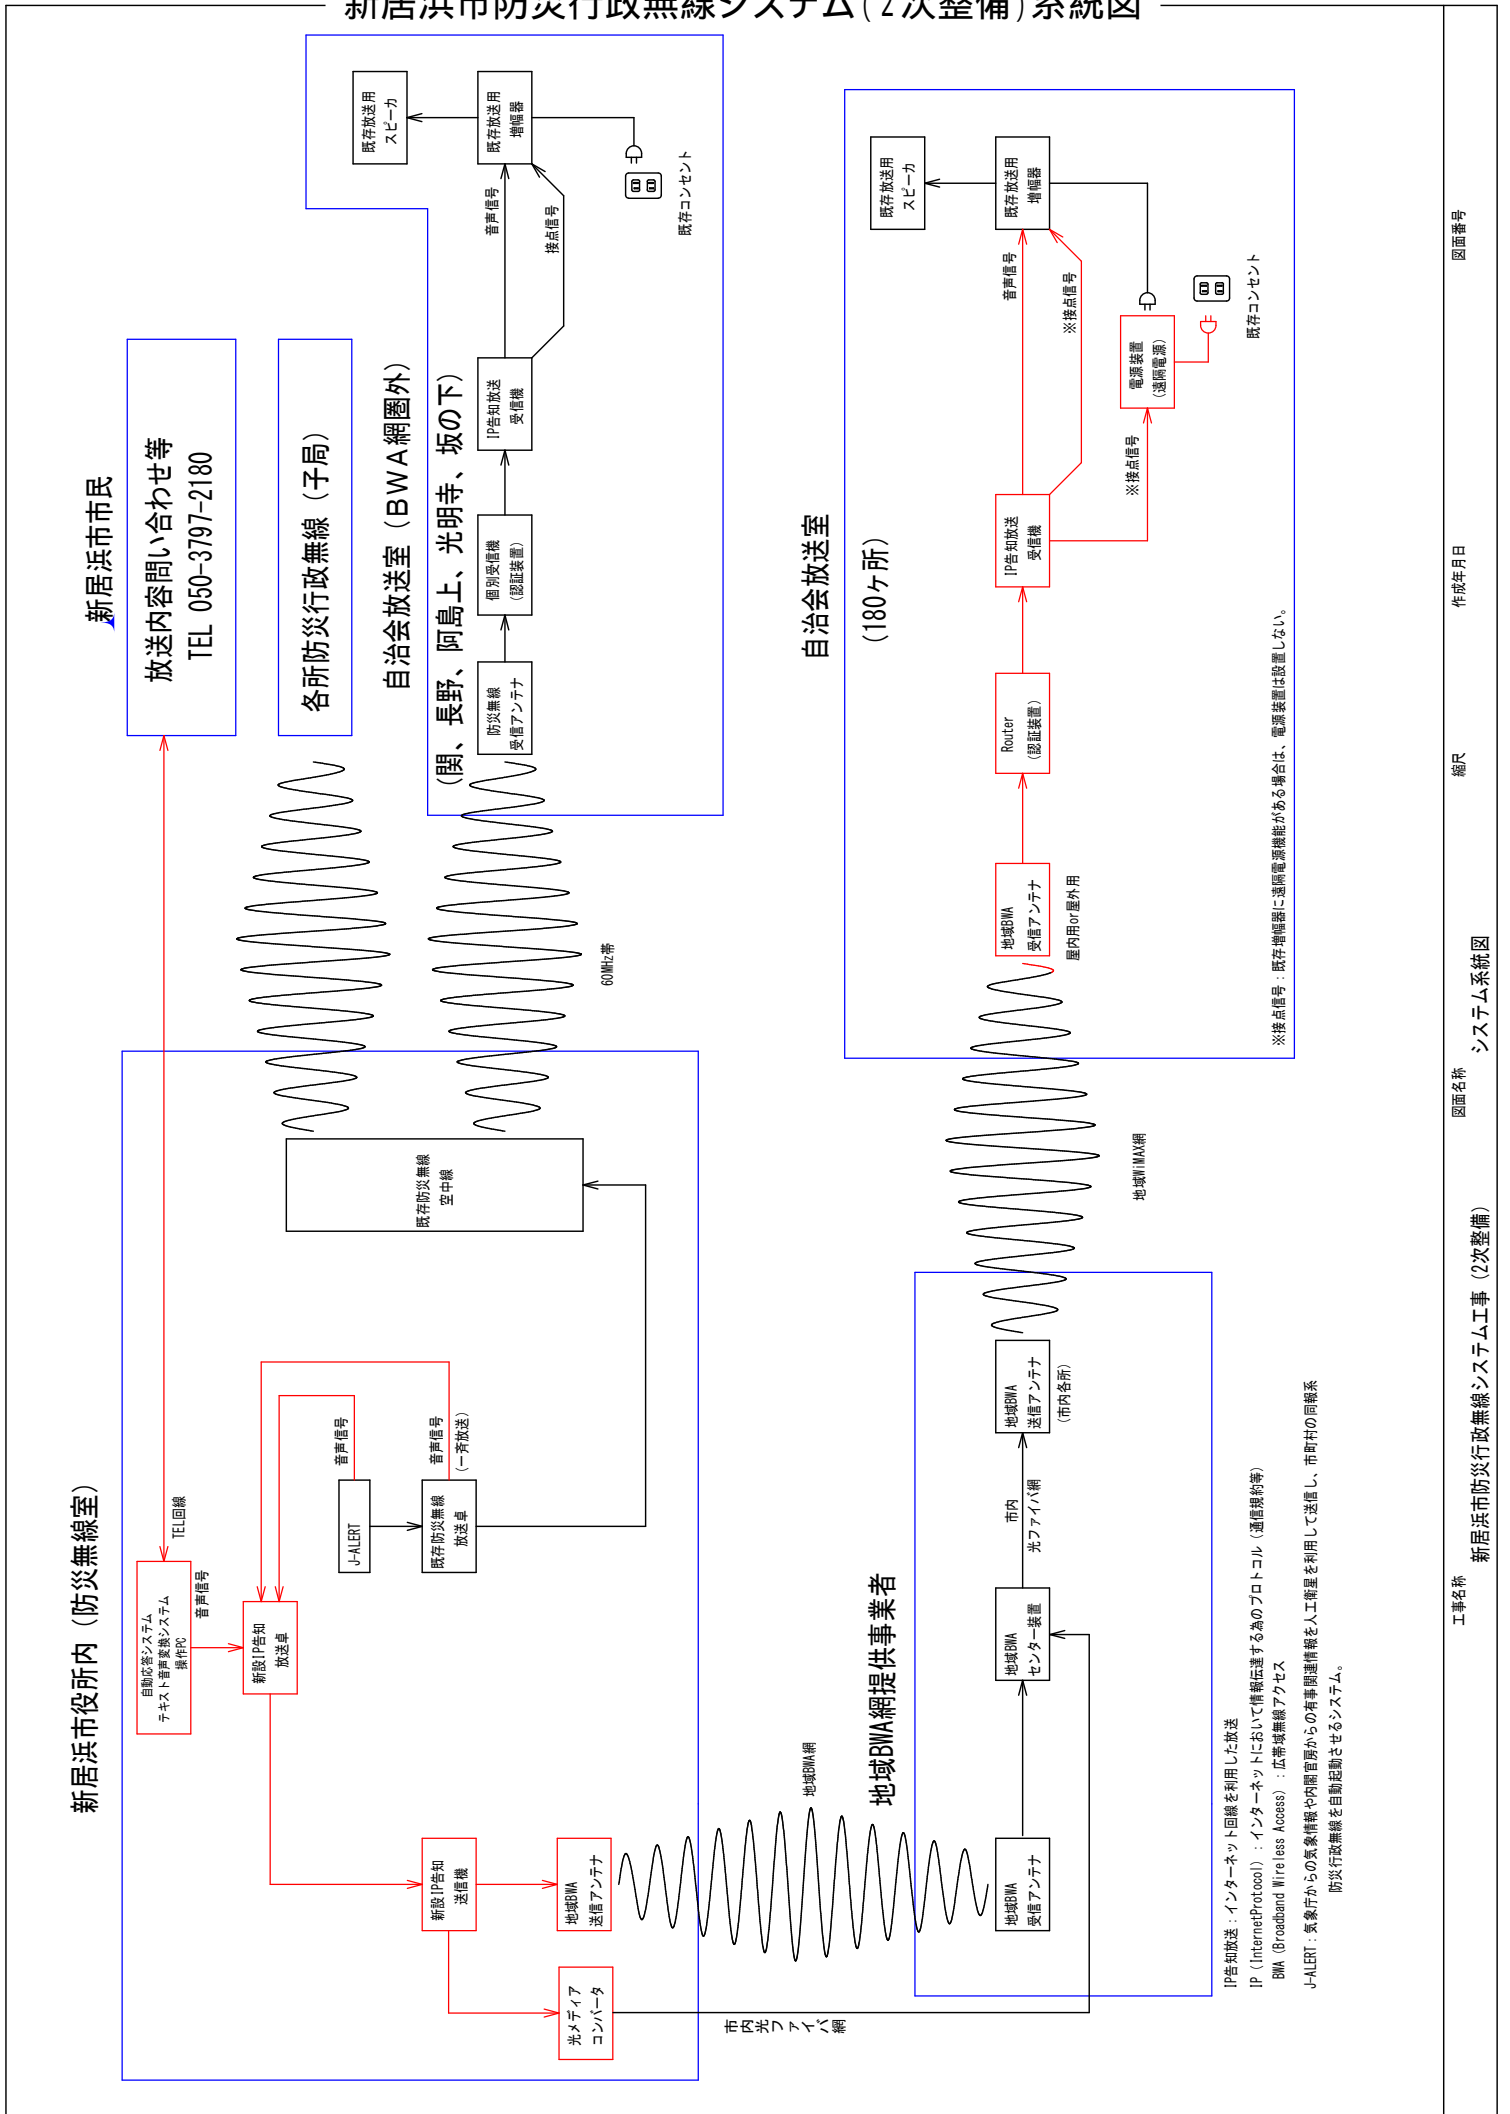 新居浜市防災行政無線システム(2次整備)系統図
新居浜市役所内（防災無線室）
自動応答システム
テキスト音声変換システム
操作PC
TEL回線
音声信号
新設IP告知
放送卓
音声信号
J-ALERT
音声信号
(一斉放送)
既存防災無線
放送卓
既存防災無線
空中線
新設IP告知
送信機
地域BWA
送信アンテナ
光メディア
コンバータ
地域BWA網
市内光ファイバ網
新居浜市市民
放送内容問い合わせ等
TEL 050-3797-2180
各所防災行政無線（子局）
60MHz帯
自治会放送室（BWA網圏外）
(関、長野、阿島上、光明寺、坂の下)
防災無線
受信アンテナ
個別受信機
(認証装置)
IP告知放送
受信機
音声信号
接点信号
既存放送用
増幅器
既存放送用
スピーカ
既存コンセント
地域BWA網提供事業者
地域BWA
受信アンテナ
地域BWA
センター装置
市内
光ファイバ網
地域BWA
送信アンテナ
(市内各所)
地域WiMAX網
自治会放送室
(180ヶ所)
地域BWA
受信アンテナ
屋内用or屋外用
Router
(認証装置)
IP告知放送
受信機
音声信号
※接点信号
※接点信号
電源装置
(遠隔電源)
既存放送用
増幅器
既存放送用
スピーカ
既存コンセント
※接点信号：既存増幅器に遠隔電源機能がある場合は、電源装置は設置しない。
IP告知放送：インターネット回線を利用した放送
IP（InternetProtocol）：インターネットにおいて情報伝達する為のプロトコル（通信規約等）
BWA（Broadband Wireless Access）：広帯域無線アクセス
J-ALERT：気象庁からの気象情報や内閣官房からの有事関連情報を人工衛星を利用して送信し、市町村の同報系
防災行政無線を自動起動させるシステム。
工事名称
新居浜市防災行政無線システム工事（2次整備）
図面名称
システム系統図
縮尺
作成年月日
図面番号